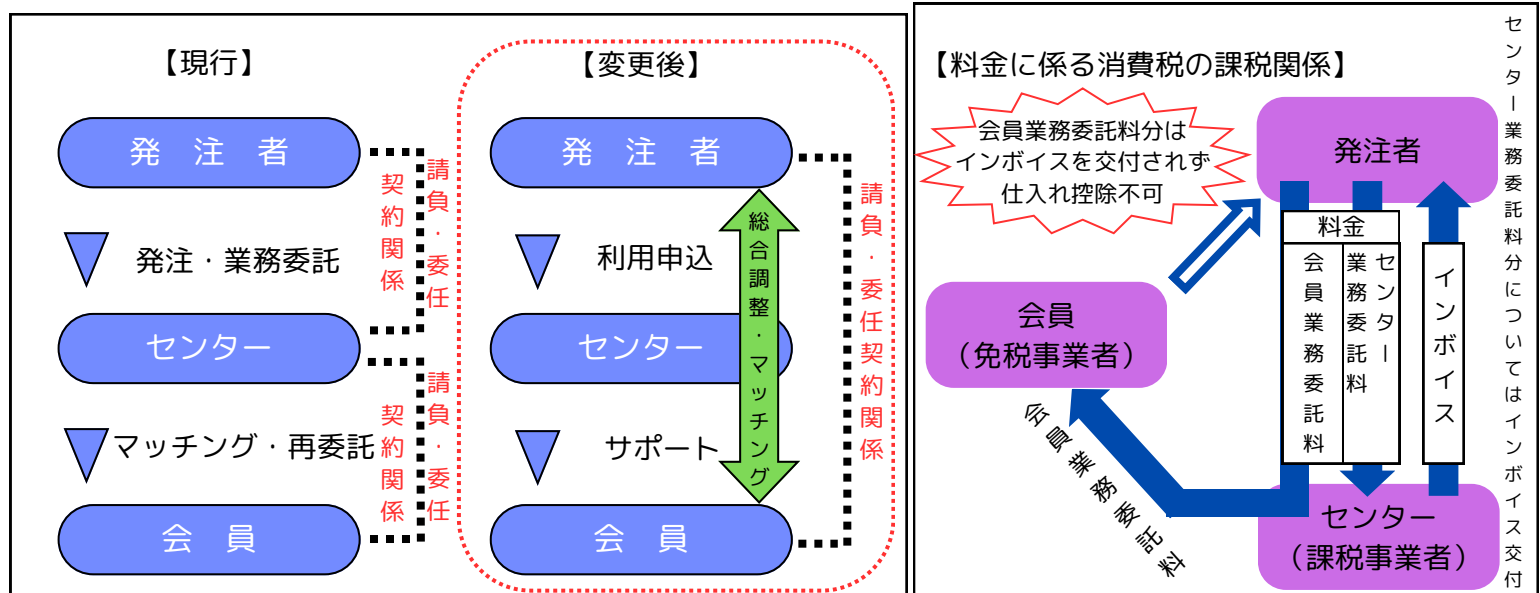 【現行】
発注者
発注・業務委託
センター
マッチング・再委託
会員
請負・委任
契約関係
請負・委任
契約関係
【変更後】
発注者
利用申込
センター
サポート
会員
総合調整・マッチング
請負・委任契約関係
【料金に係る消費税の課税関係】
会員業務委託料分は
インボイスを交付されず
仕入れ控除不可
発注者
料金
会員業務委託料
センター
業務委託料
インボイス
会員
（免税事業者）
会員業務委託料
センター
（課税事業者）
センター業務委託料分についてはインボイス交付